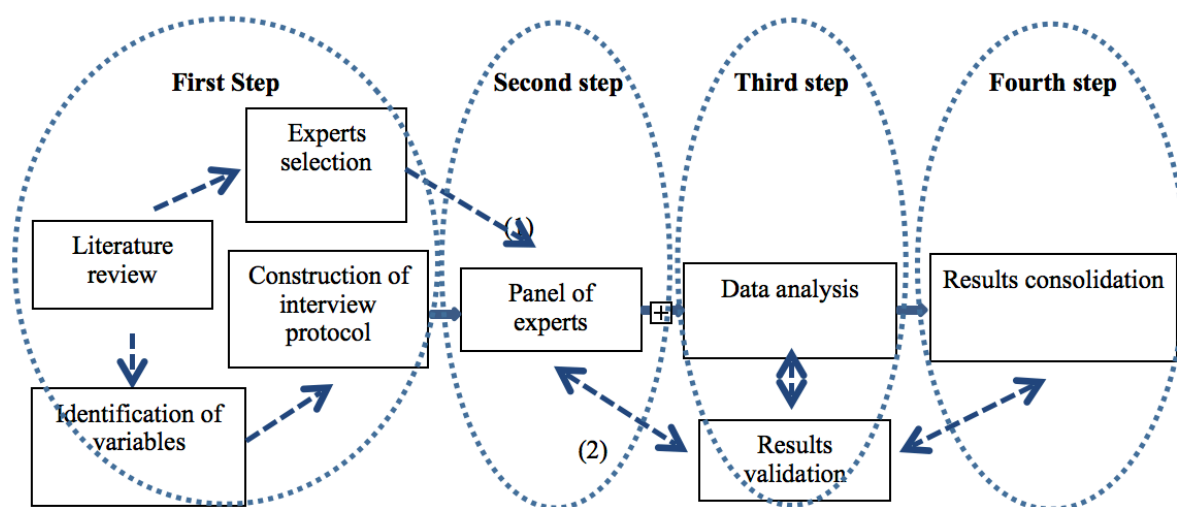 First Step
Second step
Third step
Fourth step
Experts
selection
Literature
review
Construction of
interview
protocol
Identification of
variables
(1)
Panel of
experts
(2)
Data analysis
Results
validation
Results consolidation